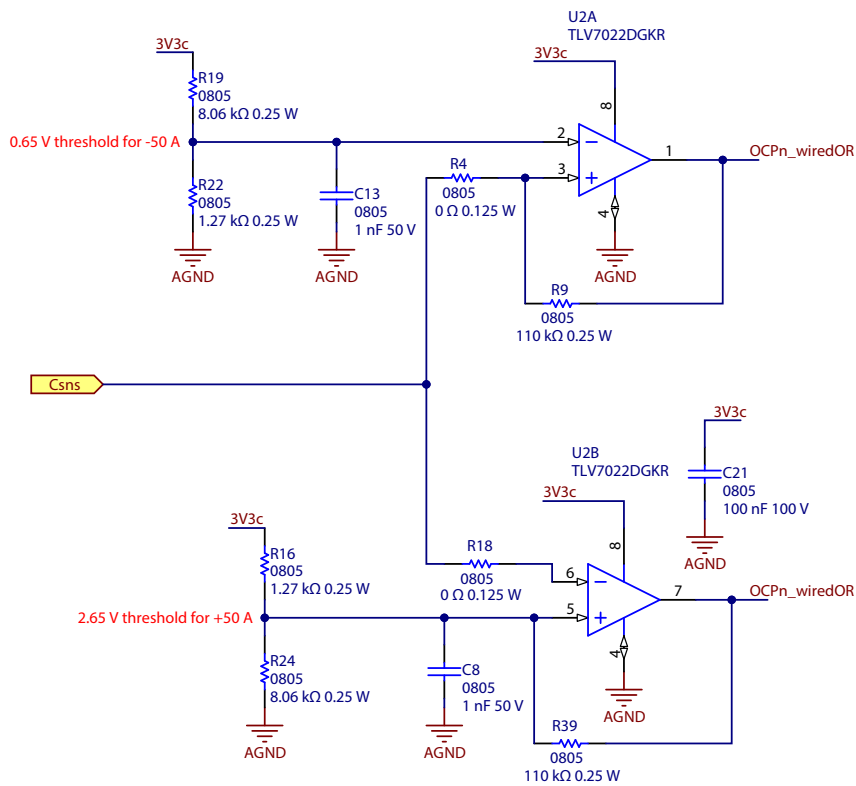 U2A
TLV7022DGKR
3V3c
3V3c
R19
0805
8.06 kΩ 0.25 W
8
0.65 V threshold for -50 A
2
1
OCPn_wiredOR
R4
0805
0 Ω 0.125 W
3
R22
0805
1.27 kΩ 0.25 W
C13
0805
1 nF 50 V
4
AGND
AGND
AGND
R9
0805
110 kΩ 0.25 W
Csns
3V3c
U2B
TLV7022DGKR
C21
0805
100 nF 100 V
3V3c
3V3c
8
AGND
R16
0805
1.27 kΩ 0.25 W
R18
0805
0 Ω 0.125 W
6
7
OCPn_wiredOR
2.65 V threshold for +50 A
5
R24
0805
8.06 kΩ 0.25 W
C8
0805
1 nF 50 V
4
AGND
AGND
AGND
R39
0805
110 kΩ 0.25 W